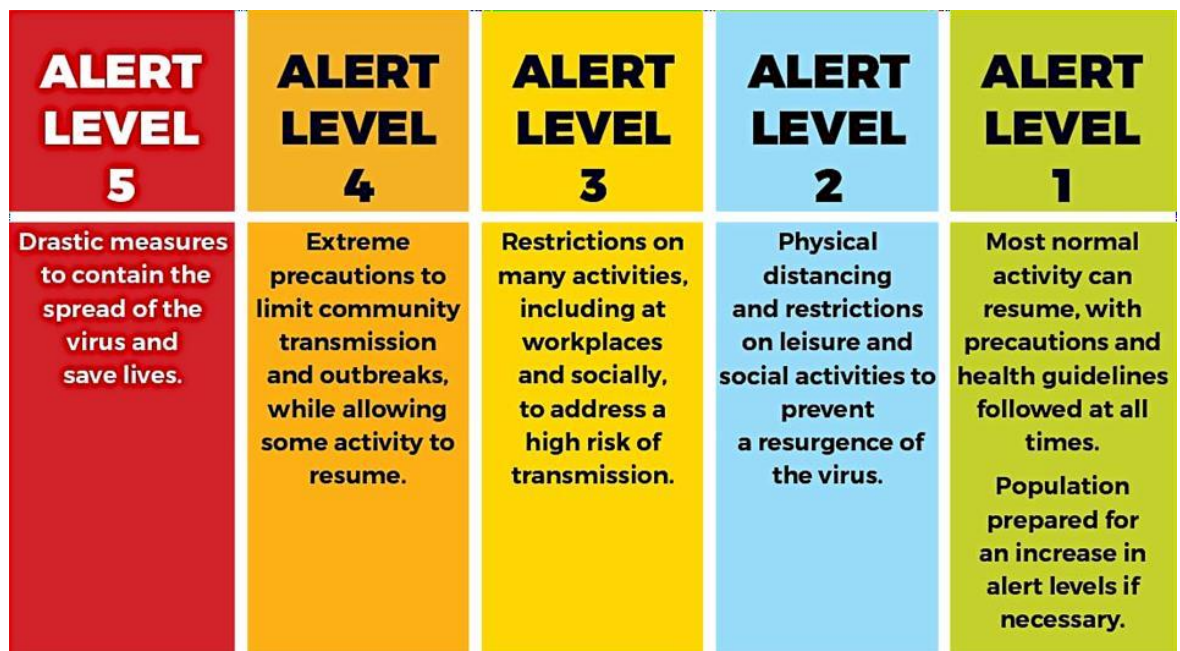 ALERT
LEVEL
5
Drastic measures
to contain the
spread of the
virus and
save lives.
ALERT
LEVEL
4
Extreme
precautions to
limit community
transmission
and outbreaks,
while allowing
some activity to
resume.
ALERT
LEVEL
3
Restrictions on
many activities,
including at
workplaces
and socially,
to address a
high risk of
transmission.
ALERT
LEVEL
2
Physical
distancing
and restrictions
on leisure and
social activities to
prevent
a resurgence of
the virus.
ALERT
LEVEL
1
Most normal
activity can
resume, with
precautions and
health guidelines
followed at all
times.
Population
prepared for
an increase in
alert levels if
necessary.